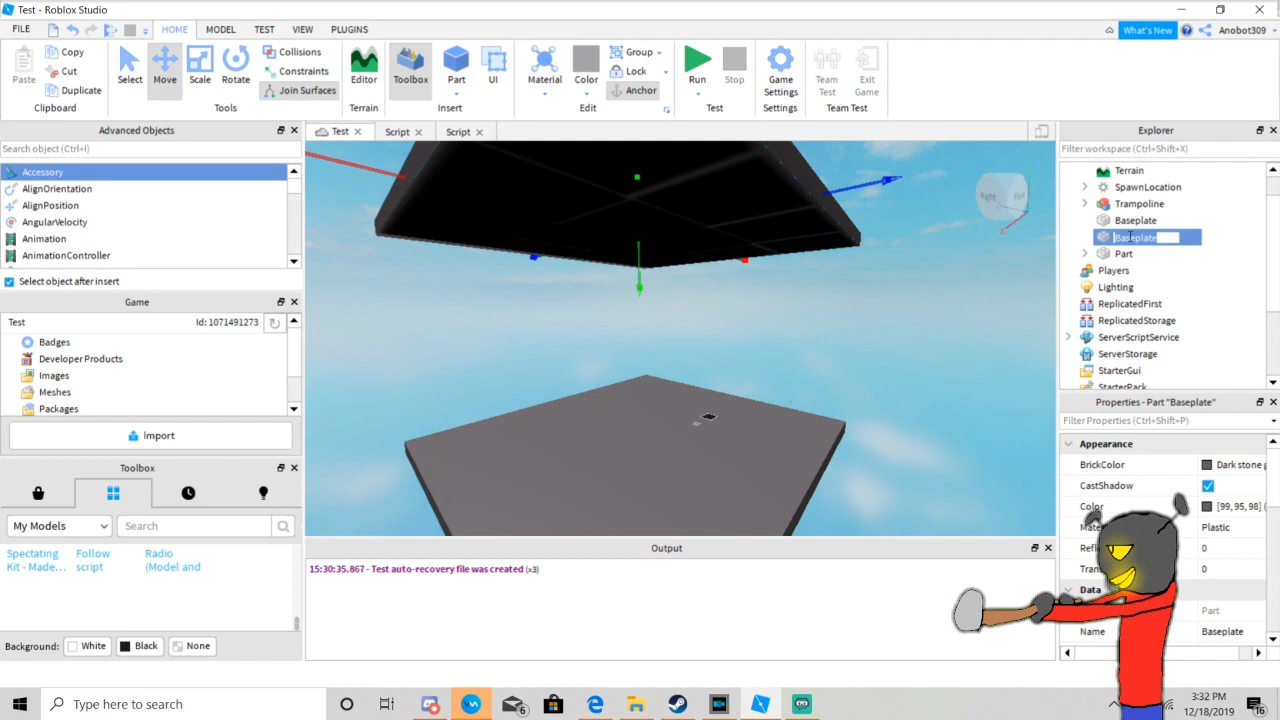 Test - Roblox Studio
FILE HOME MODEL TEST VIEW PLUGINS What's New Anobot309
Paste Copy Cut Duplicate Select Move Scale Rotate Collisions Constraints Join Surfaces Editor Toolbox Part UI Material Color Group Lock Anchor Run Stop Game Settings Team Test Exit Game
Clipboard Tools Terrain Insert Edit Test Settings Team Test
Advanced Objects
Search object (Ctrl+I)
Accessory
AlignOrientation
AlignPosition
AngularVelocity
Animation
AnimationController
Select object after insert
Game
Test Id: 1071491273
Badges
Developer Products
Images
Meshes
Packages
Import
Toolbox
My Models Search
Spectating Follow Radio
Kit - Made... script (Model and
Background: White Black None
Test Script Script
Right
Output
15:30:35.867 - Test auto-recovery file was created (x3)
Explorer
Filter workspace (Ctrl+Shift+X)
Terrain
SpawnLocation
Trampoline
Baseplate
Baseplate
Part
Players
Lighting
ReplicatedFirst
ReplicatedStorage
ServerScriptService
ServerStorage
StarterGui
StarterPack
Properties - Part "Baseplate"
Filter Properties (Ctrl+Shift+P)
Appearance
BrickColor Dark stone g
CastShadow
Color [99, 95, 98] (
Plastic
0
0
Data
Part
Name Baseplate
Type here to search
6
3:32 PM
12/18/2019
16